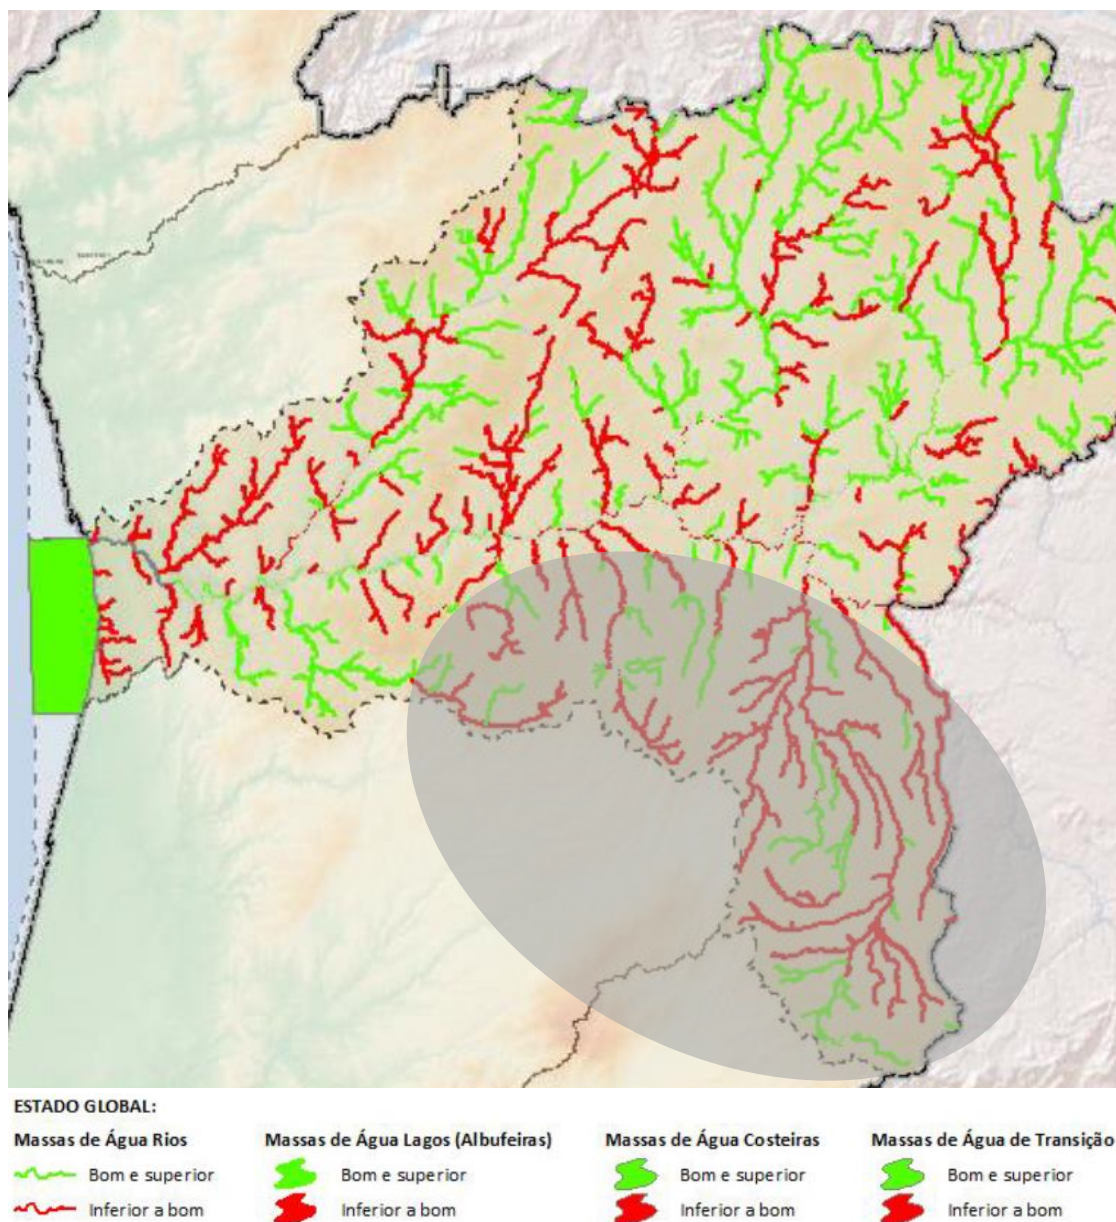 ESTADO GLOBAL:
Massas de Água Rios
Bom e superior
Inferior a bom
Massas de Água Lagos (Albufeiras)
Bom e superior
Inferior a bom
Massas de Água Costeiras
Bom e superior
Inferior a bom
Massas de Água de Transição
Bom e superior
Inferior a bom